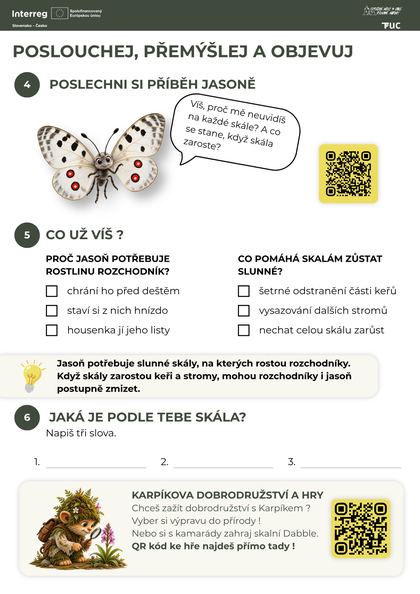 Interreg
Spolufinancovaný
Evropskou unií
Slovensko – Česko
FUC
POSLOUCHEJ, PŘEMÝŠLEJ A OBJEVUJ
4 POSLECHNI SI PŘÍBĚH JASONĚ
Víš, proč mě neuvidíš
na každé skále? A co
se stane, když skála
zaroste?
5 CO UŽ VÍŠ ?
PROČ JASOŇ POTŘEBUJE
ROSTLINU ROZCHODNÍK?
chrání ho před deštěm
staví si z nich hnízdo
housenka jí jeho listy
CO POMÁHÁ SKALÁM ZŮSTAT
SLUNNÉ?
šetrné odstranění části keřů
vysazování dalších stromů
nechat celou skálu zarůst
Jasoň potřebuje slunné skály, na kterých rostou rozchodníky.
Když skály zarostou keři a stromy, mohou rozchodníky i jasoň
postupně zmizet.
6 JAKÁ JE PODLE TEBE SKÁLA?
Napiš tři slova.
1. 2. 3.
KARPÍKOVA DOBRODRUŽSTVÍ A HRY
Chceš zažít dobrodružství s Karpíkem ?
Vyber si výpravu do přírody !
Nebo si s kamarády zahraj skalní Dabble.
QR kód ke hře najdeš přímo tady !